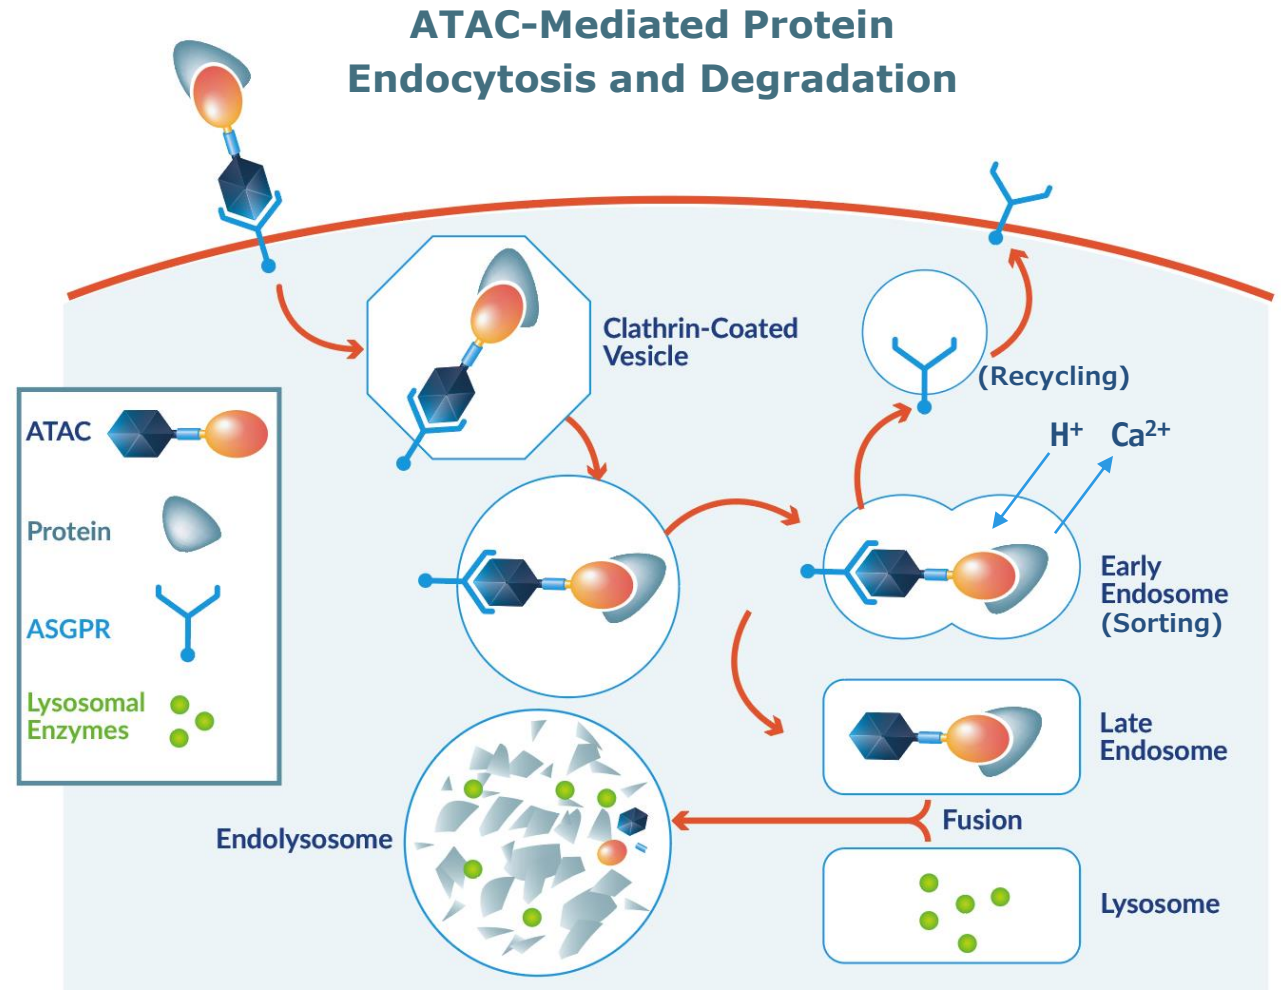 ATAC-Mediated Protein
Endocytosis and Degradation
Clathrin-Coated
Vesicle
(Recycling)
H⁺ Ca²⁺
ATAC
Protein
ASGPR
Lysosomal
Enzymes
Early
Endosome
(Sorting)
Late
Endosome
Fusion
Endolysosome
Lysosome